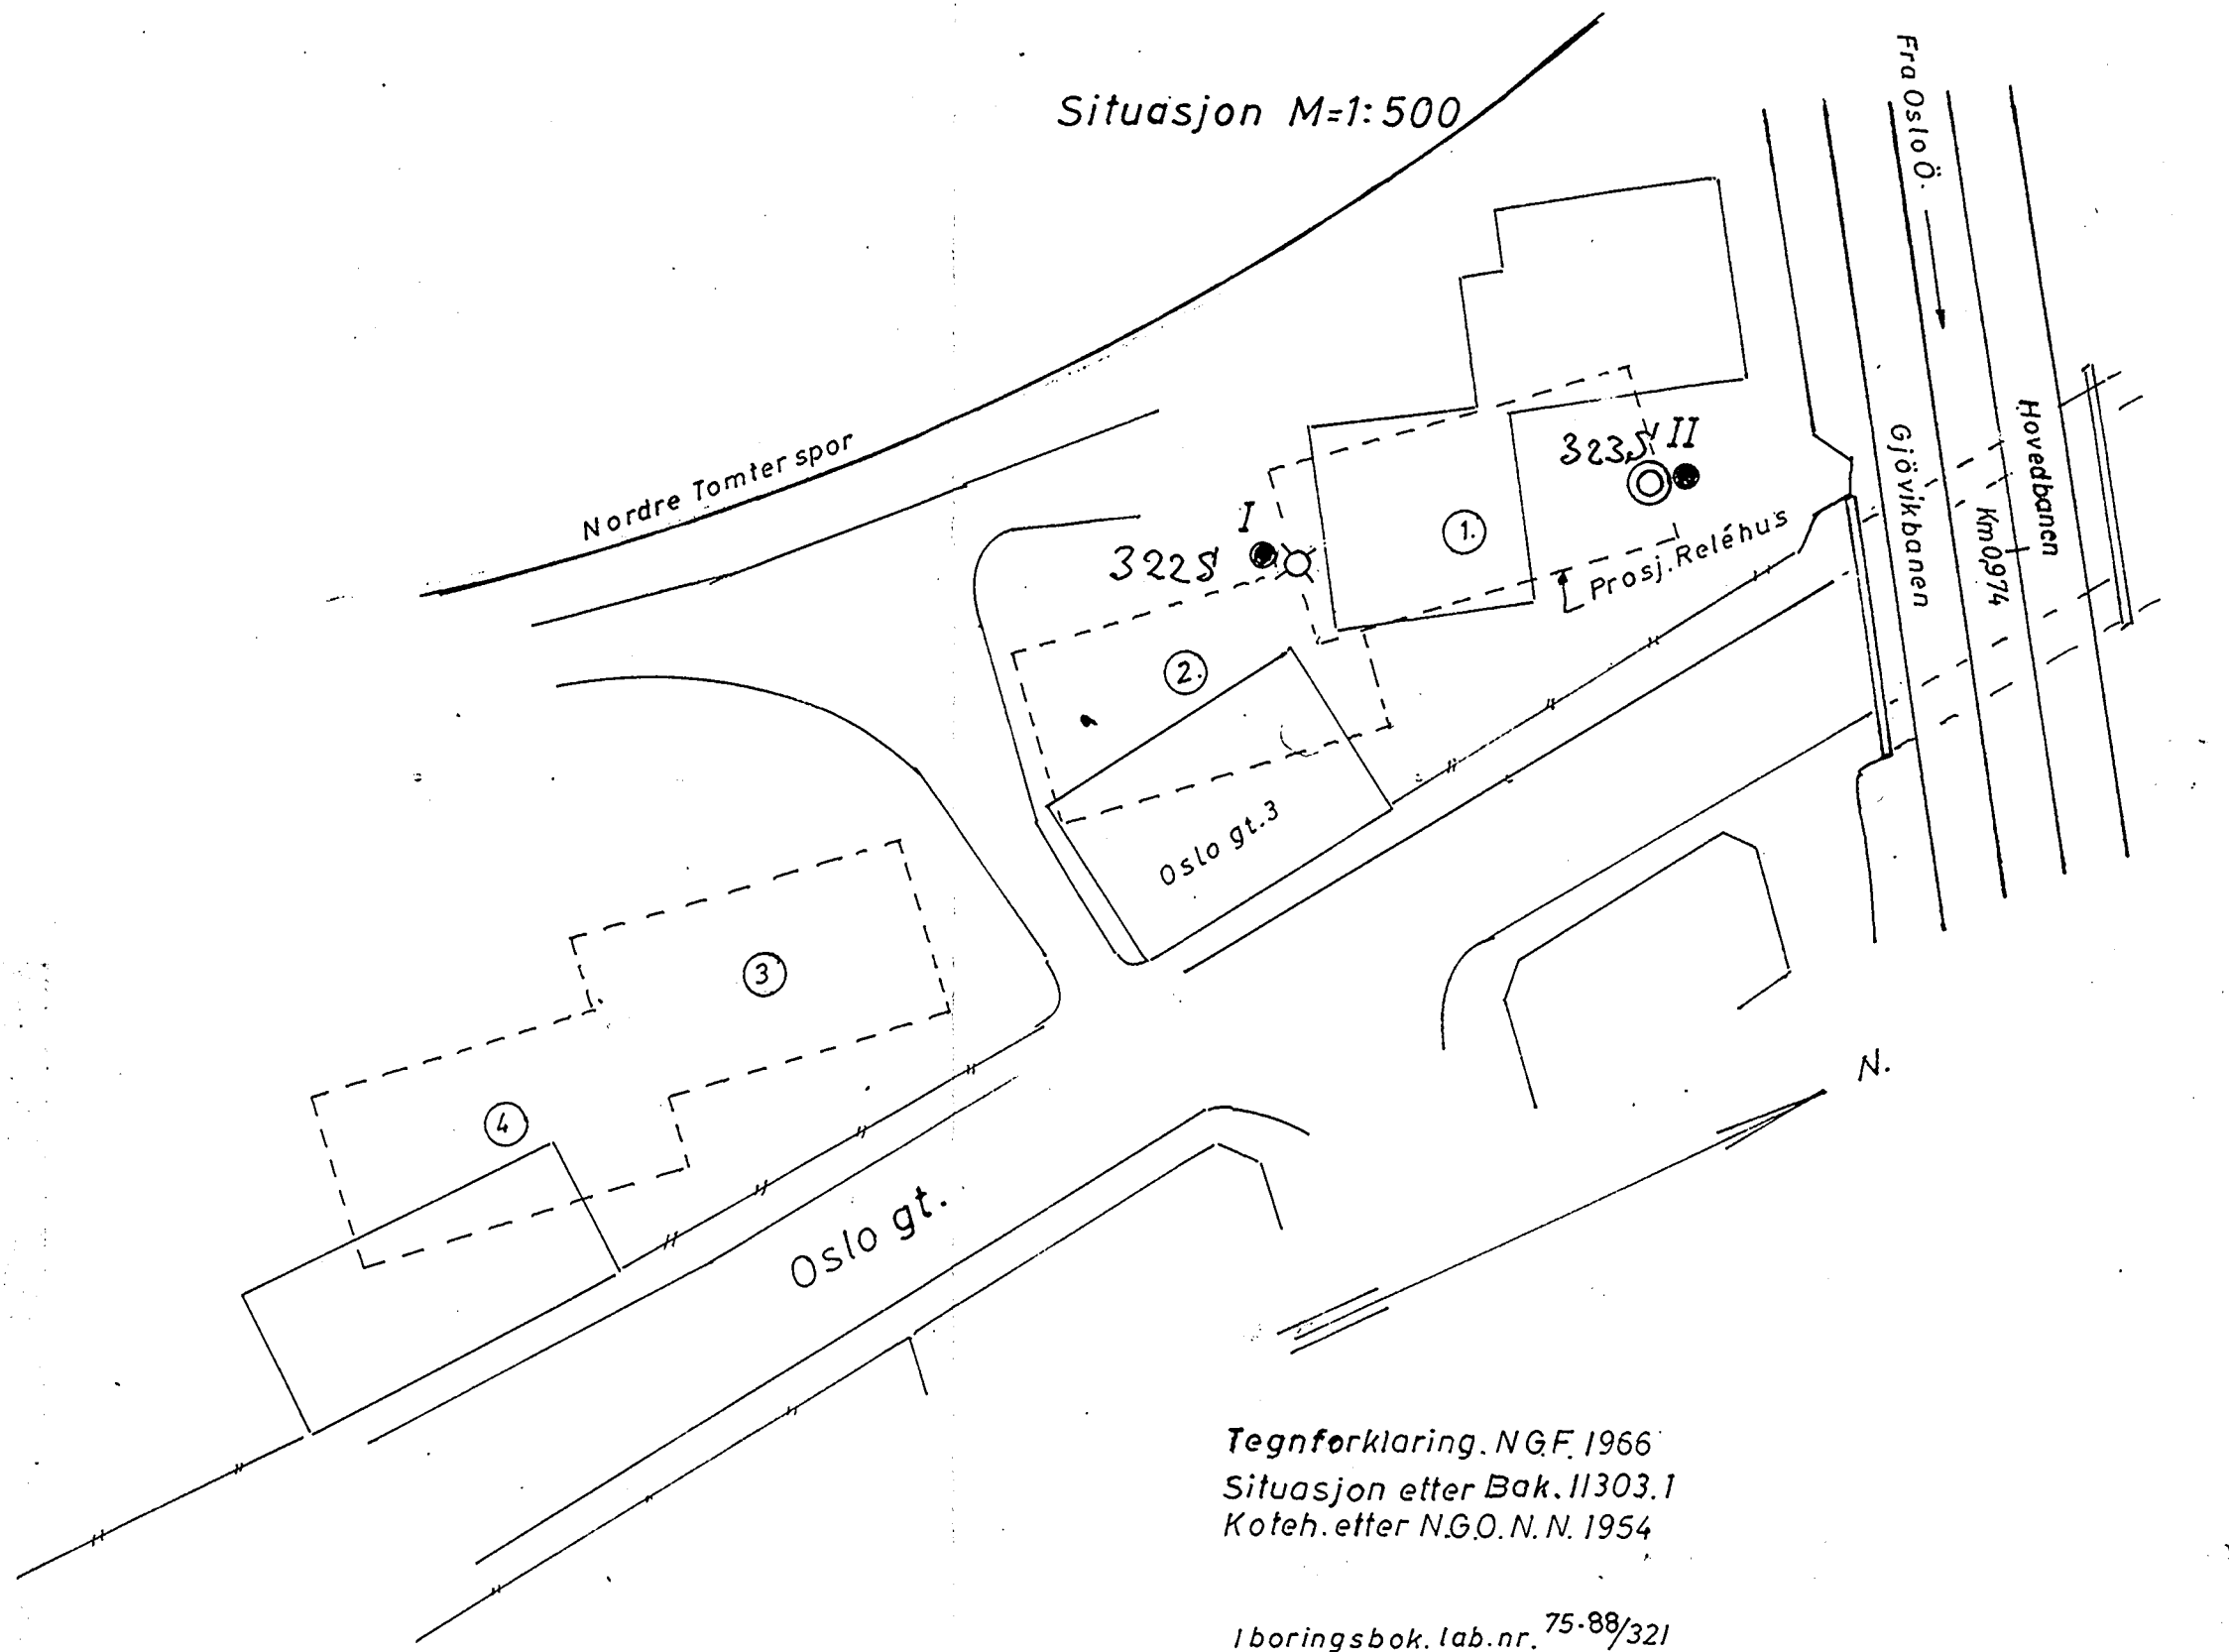 Situasjon M=1:500
Fra Oslo Ö.
Nordre Tomter spor
Hovedbanen
Gjövikbanen
Km 0,974
II
323S
I
322S
1.
Prosj. Reléhus
2.
Oslo gt. 3
3
4
Oslo gt.
N.
Tegnforklaring. N.G.F. 1966
Situasjon etter Bak. 11303.1
Koteh. etter N.G.O. N.N. 1954
I boringsbok. lab. nr. 75-88/321